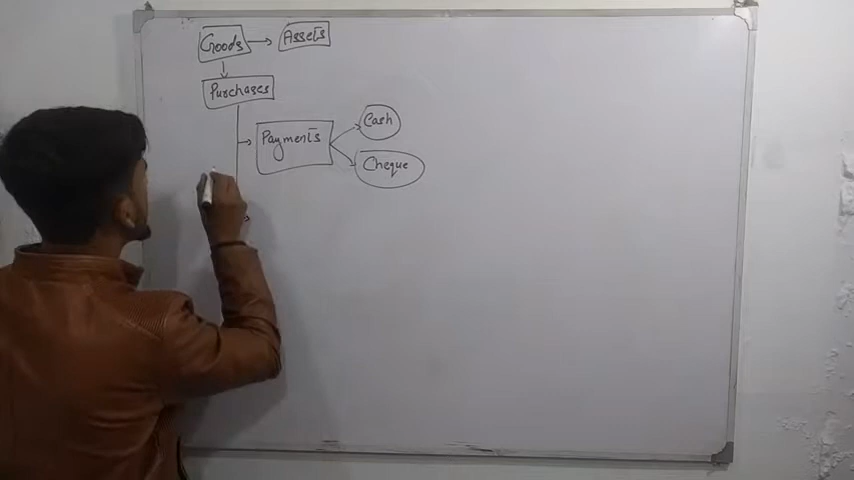 Goods → Assets
Purchases
Payments
Cash
Cheque